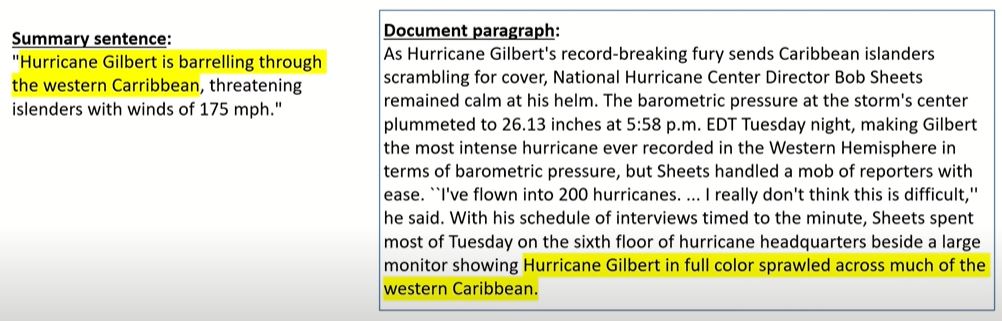 Summary sentence:
"Hurricane Gilbert is barrelling through
the western Carribbean, threatening
islenders with winds of 175 mph."
Document paragraph:
As Hurricane Gilbert's record-breaking fury sends Caribbean islanders
scrambling for cover, National Hurricane Center Director Bob Sheets
remained calm at his helm. The barometric pressure at the storm's center
plummeted to 26.13 inches at 5:58 p.m. EDT Tuesday night, making Gilbert
the most intense hurricane ever recorded in the Western Hemisphere in
terms of barometric pressure, but Sheets handled a mob of reporters with
ease. ``I've flown into 200 hurricanes. ... I really don't think this is difficult,''
he said. With his schedule of interviews timed to the minute, Sheets spent
most of Tuesday on the sixth floor of hurricane headquarters beside a large
monitor showing Hurricane Gilbert in full color sprawled across much of the
western Caribbean.